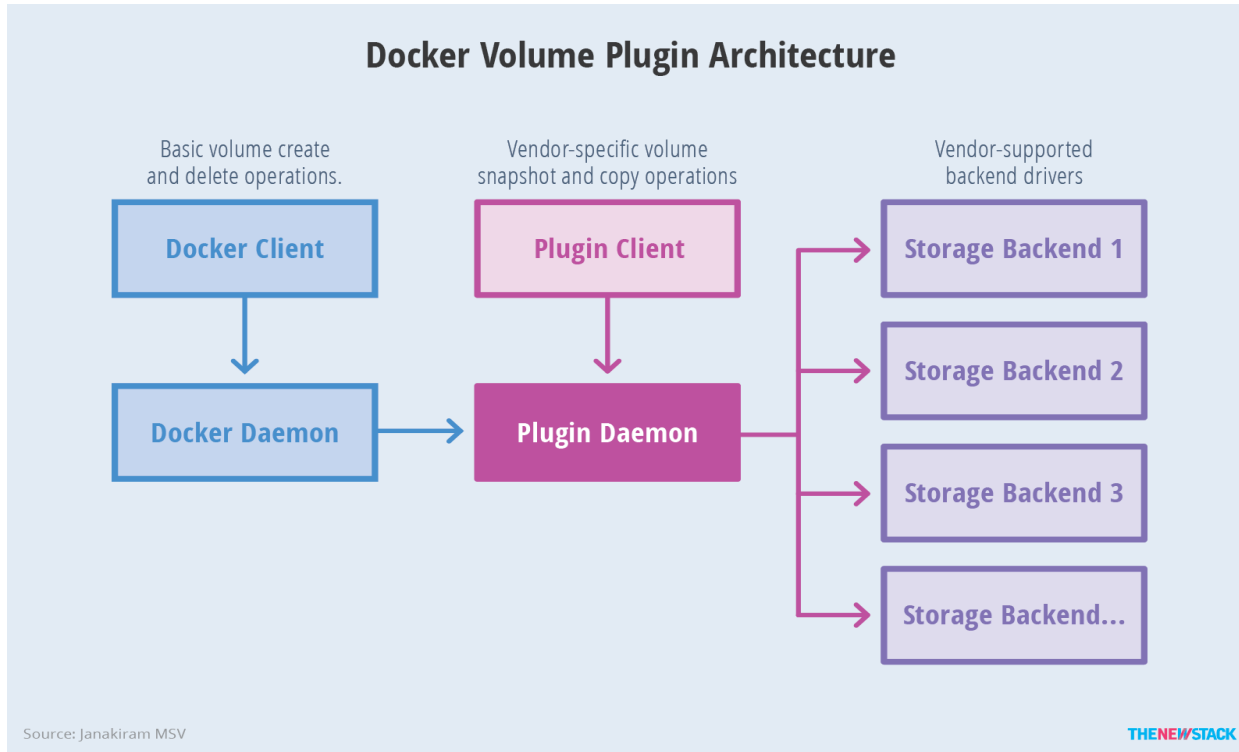 Docker Volume Plugin Architecture
Basic volume create
and delete operations.
Vendor-specific volume
snapshot and copy operations
Vendor-supported
backend drivers
Docker Client
Plugin Client
Storage Backend 1
Storage Backend 2
Docker Daemon
Plugin Daemon
Storage Backend 3
Storage Backend...
Source: Janakiram MSV
THENEWSTACK